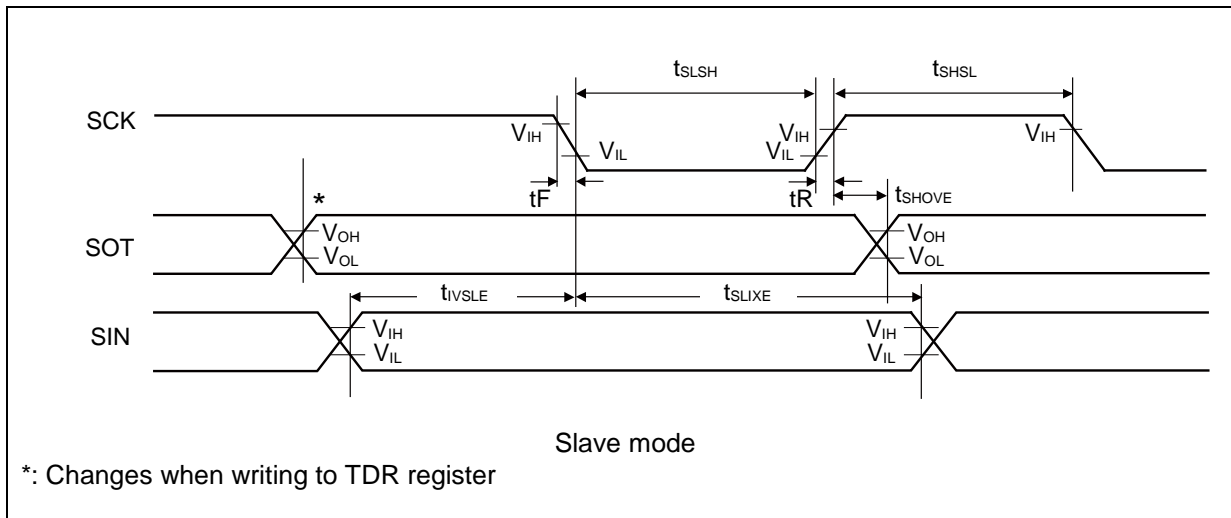 tSLSH tSHSL
SCK VIH VIL VIL VIH VIH
tF tR tSHOVE
*
SOT VOH VOL VOH VOL
tIVSLE tSLIXE
SIN VIH VIL VIH VIL
Slave mode
*: Changes when writing to TDR register